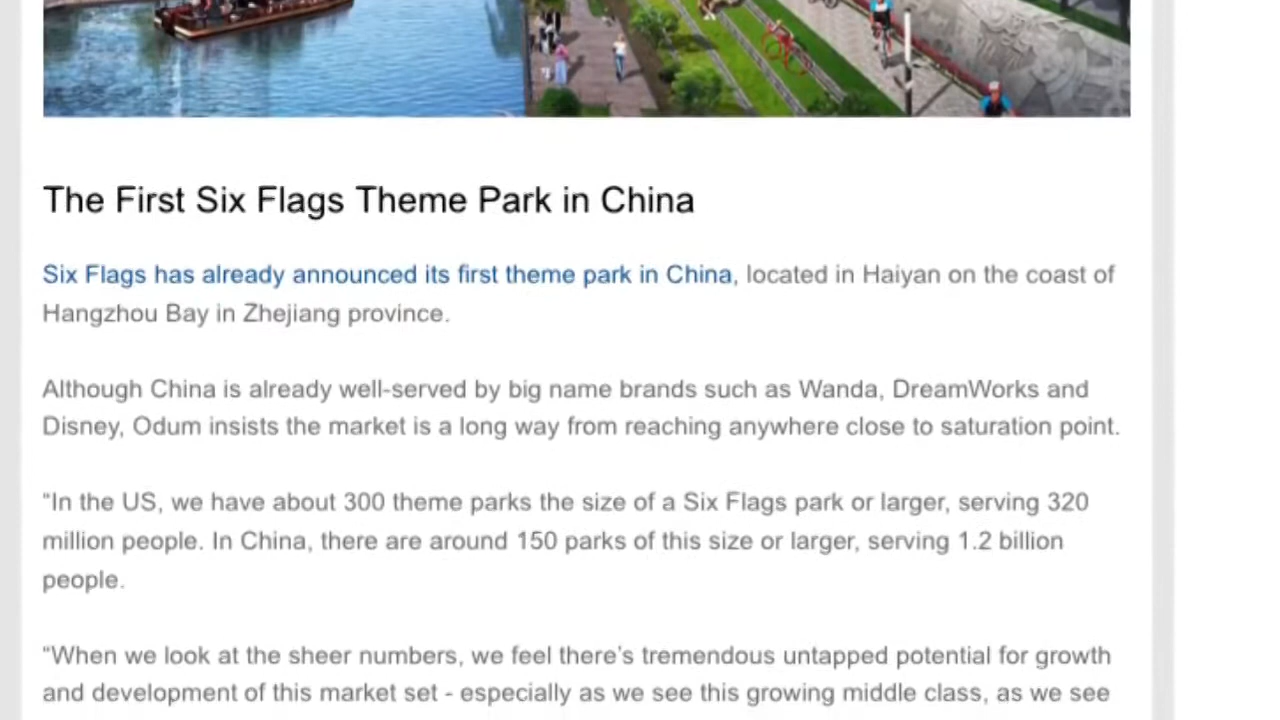 The First Six Flags Theme Park in China
Six Flags has already announced its first theme park in China, located in Haiyan on the coast of
Hangzhou Bay in Zhejiang province.
Although China is already well-served by big name brands such as Wanda, DreamWorks and
Disney, Odum insists the market is a long way from reaching anywhere close to saturation point.
“In the US, we have about 300 theme parks the size of a Six Flags park or larger, serving 320
million people. In China, there are around 150 parks of this size or larger, serving 1.2 billion
people.
“When we look at the sheer numbers, we feel there’s tremendous untapped potential for growth
and development of this market set - especially as we see this growing middle class, as we see